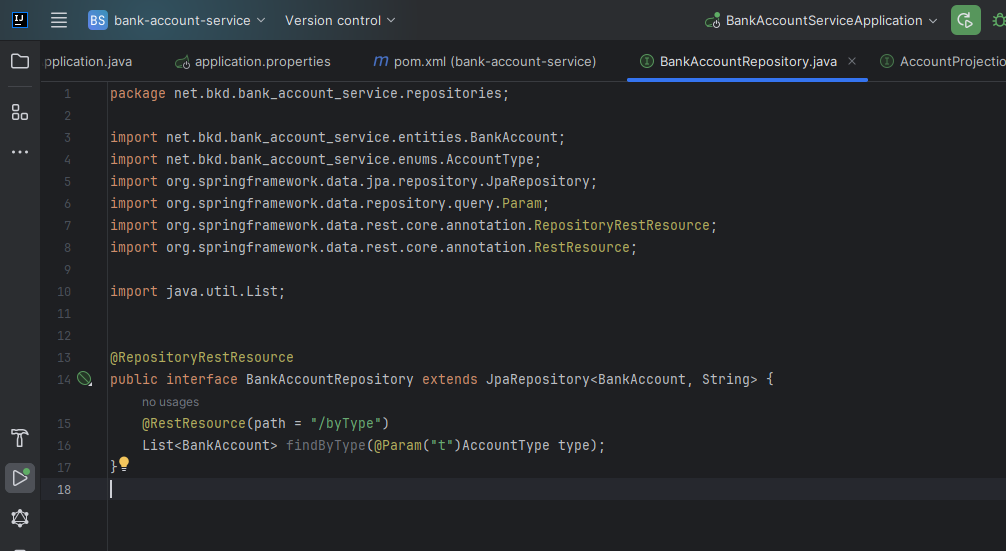 IJ
BS bank-account-service Version control BankAccountServiceApplication
application.properties pom.xml (bank-account-service) BankAccountRepository.java
1 package net.bkd.bank_account_service.repositories;
2
3 import net.bkd.bank_account_service.entities.BankAccount;
4 import net.bkd.bank_account_service.enums.AccountType;
5 import org.springframework.data.jpa.repository.JpaRepository;
6 import org.springframework.data.repository.query.Param;
7 import org.springframework.data.rest.core.annotation.RepositoryRestResource;
8 import org.springframework.data.rest.core.annotation.RestResource;
9
10 import java.util.List;
11
12
13 @RepositoryRestResource
14 public interface BankAccountRepository extends JpaRepository<BankAccount, String> {
no usages
15 @RestResource(path = "/byType")
16 List<BankAccount> findByType(@Param("t")AccountType type);
17 }
18